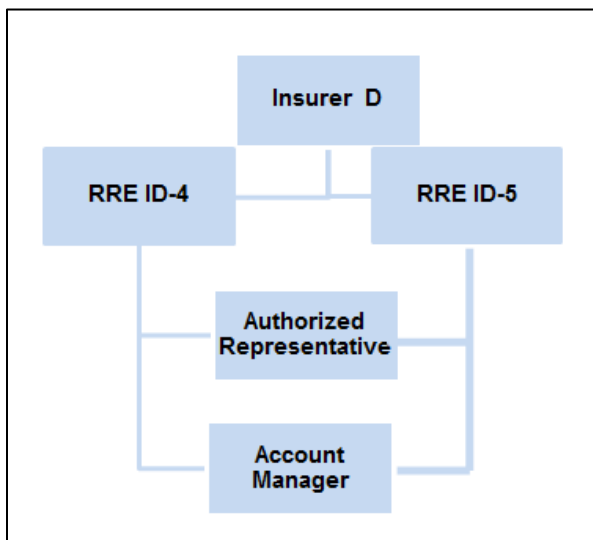 Insurer D
RRE ID-4
RRE ID-5
Authorized
Representative
Account
Manager